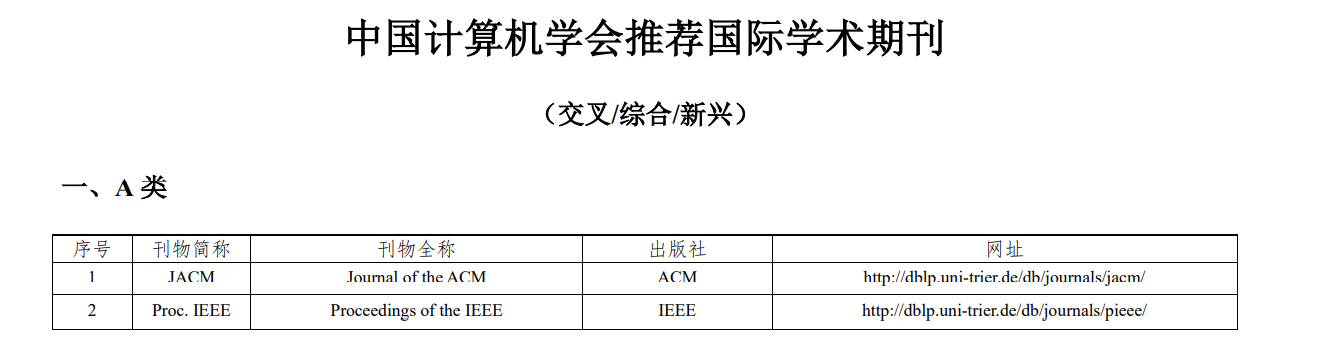 中国计算机学会推荐国际学术期刊
（交叉/综合/新兴）
一、A 类
序号 刊物简称 刊物全称 出版社 网址
1 JACM Journal of the ACM ACM http://dblp.uni-trier.de/db/journals/jacm/
2 Proc. IEEE Proceedings of the IEEE IEEE http://dblp.uni-trier.de/db/journals/pieee/